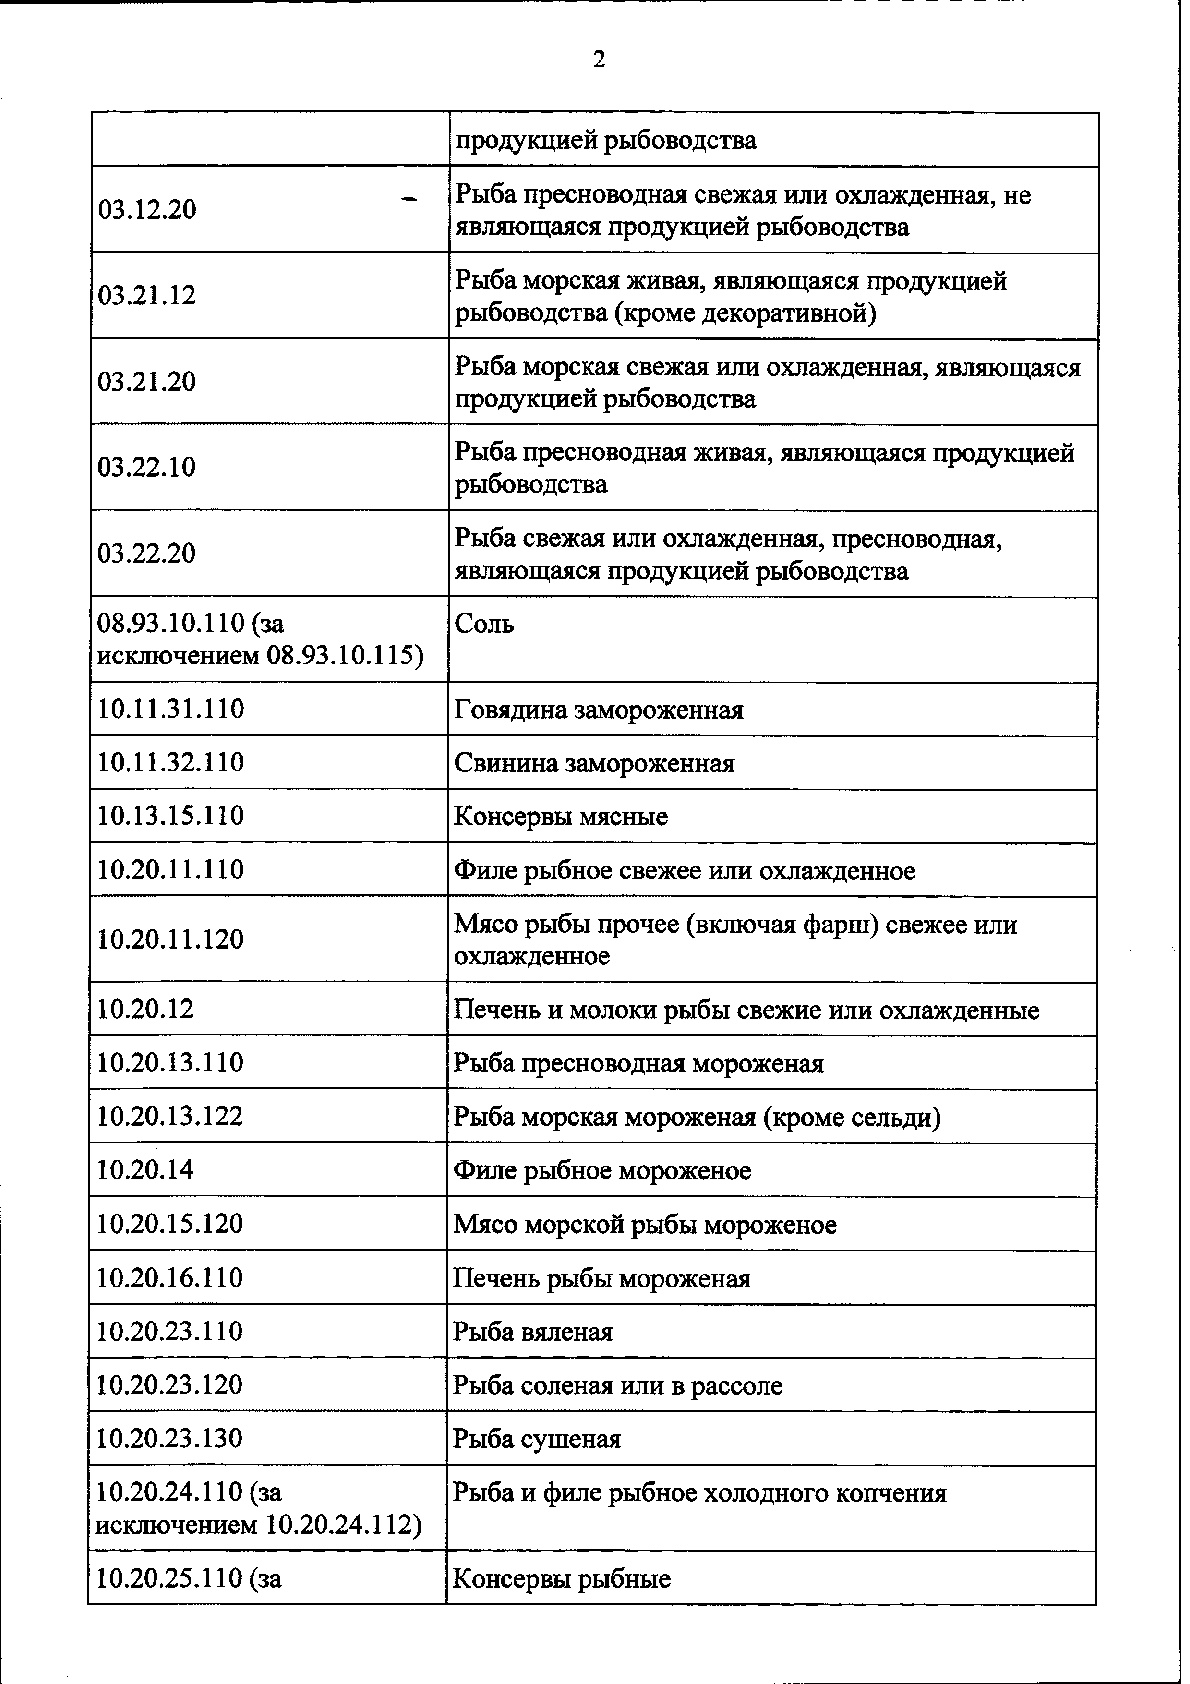 2
продукцией рыбоводства
03.12.20
Рыба пресноводная свежая или охлажденная, не
являющаяся продукцией рыбоводства
03.21.12
Рыба морская живая, являющаяся продукцией
рыбоводства (кроме декоративной)
03.21.20
Рыба морская свежая или охлажденная, являющаяся
продукцией рыбоводства
03.22.10
Рыба пресноводная живая, являющаяся продукцией
рыбоводства
03.22.20
Рыба свежая или охлажденная, пресноводная,
являющаяся продукцией рыбоводства
08.93.10.110 (за
исключением 08.93.10.115)
Соль
10.11.31.110
Говядина замороженная
10.11.32.110
Свинина замороженная
10.13.15.110
Консервы мясные
10.20.11.110
Филе рыбное свежее или охлажденное
10.20.11.120
Мясо рыбы прочее (включая фарш) свежее или
охлажденное
10.20.12
Печень и молоки рыбы свежие или охлажденные
10.20.13.110
Рыба пресноводная мороженая
10.20.13.122
Рыба морская мороженая (кроме сельди)
10.20.14
Филе рыбное мороженое
10.20.15.120
Мясо морской рыбы мороженое
10.20.16.110
Печень рыбы мороженая
10.20.23.110
Рыба вяленая
10.20.23.120
Рыба соленая или в рассоле
10.20.23.130
Рыба сушеная
10.20.24.110 (за
исключением 10.20.24.112)
Рыба и филе рыбное холодного копчения
10.20.25.110 (за
Консервы рыбные